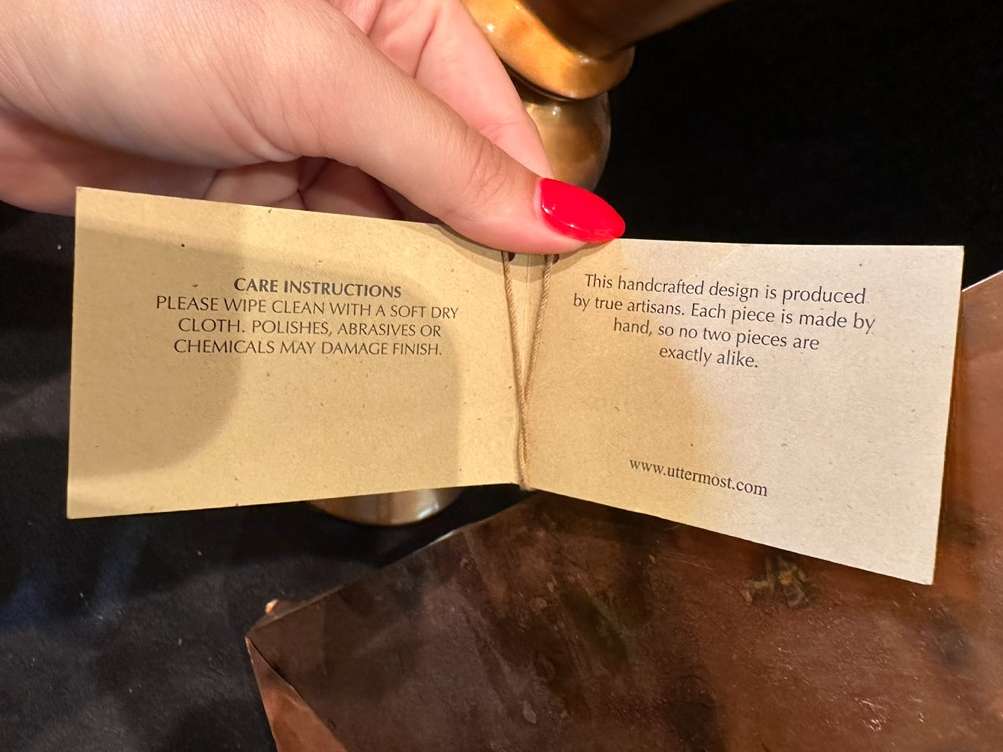 CARE INSTRUCTIONS
PLEASE WIPE CLEAN WITH A SOFT DRY
CLOTH. POLISHES, ABRASIVES OR
CHEMICALS MAY DAMAGE FINISH.
This handcrafted design is produced
by true artisans. Each piece is made by
hand, so no two pieces are
exactly alike.
www.uttermost.com